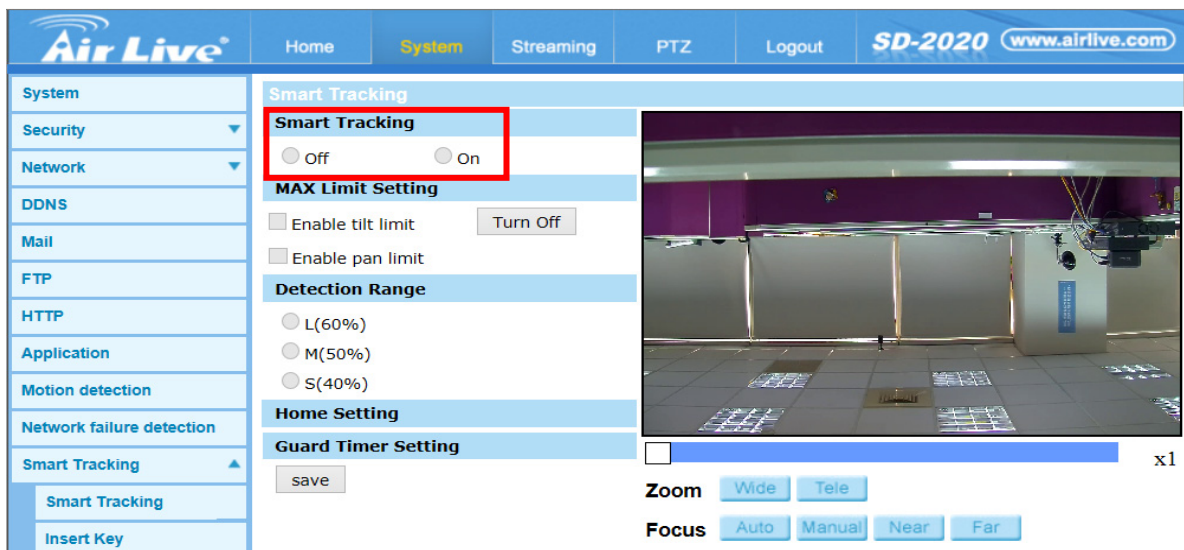 Air Live®
Home
System
Streaming
PTZ
Logout
SD-2020
www.airlive.com
System
Security
Network
DDNS
Mail
FTP
HTTP
Application
Motion detection
Network failure detection
Smart Tracking
Smart Tracking
Insert Key
Smart Tracking
Smart Tracking
Off On
MAX Limit Setting
Enable tilt limit Turn Off
Enable pan limit
Detection Range
L(60%)
M(50%)
S(40%)
Home Setting
Guard Timer Setting
save
x1
Zoom Wide Tele
Focus Auto Manual Near Far